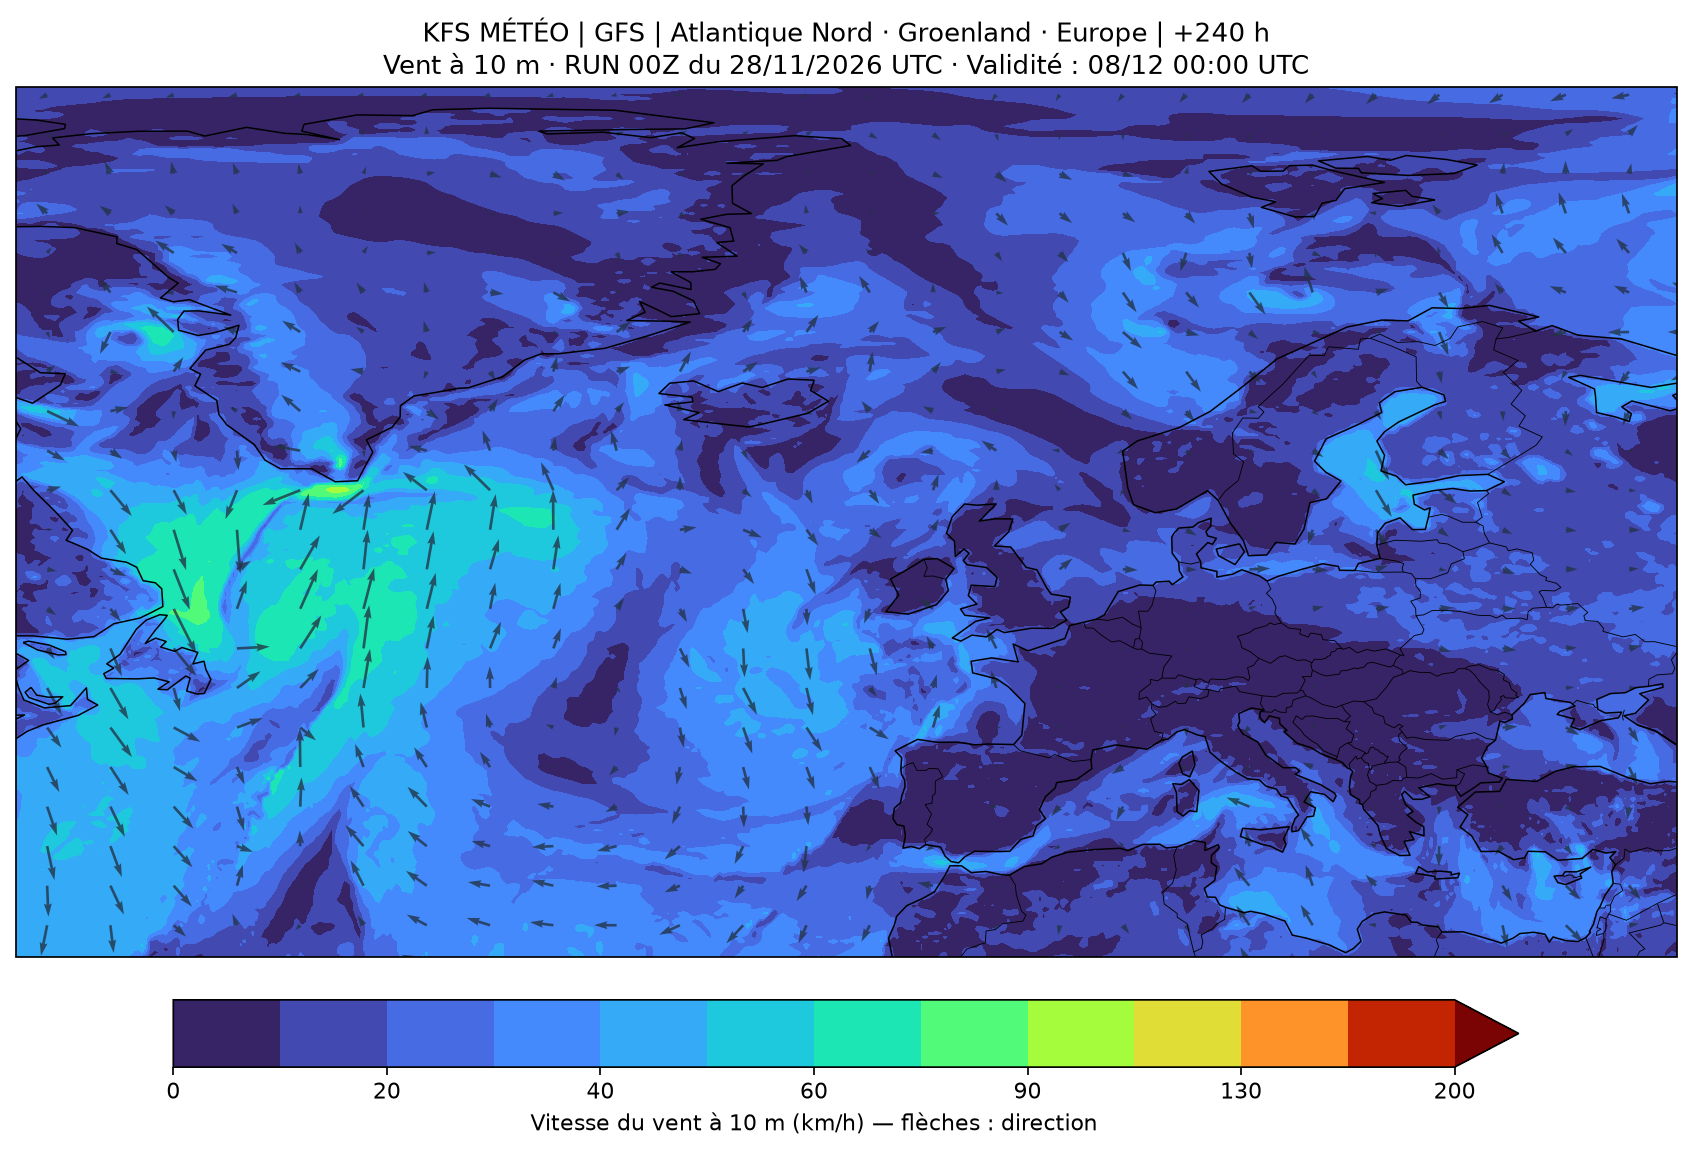 KFS MÉTÉO | GFS | Atlantique Nord · Groenland · Europe | +240 h
Vent à 10 m · RUN 00Z du 28/11/2026 UTC · Validité : 08/12 00:00 UTC
0 20 40 60 90 130 200
Vitesse du vent à 10 m (km/h) — flèches : direction